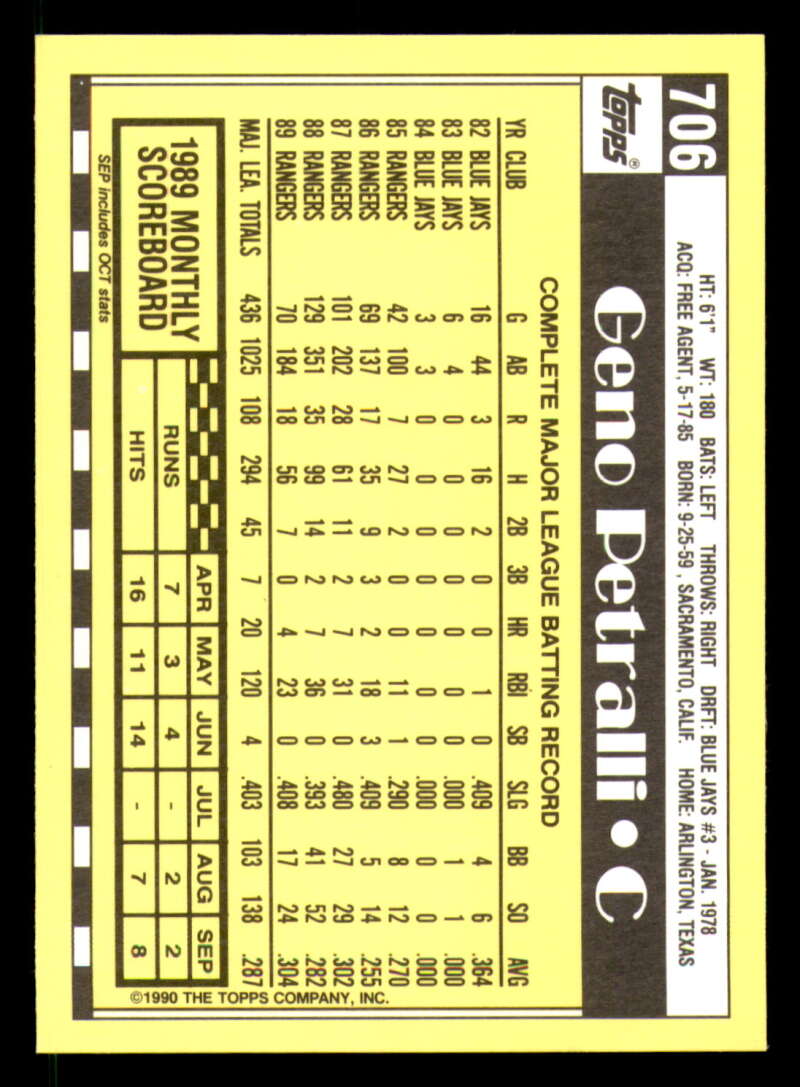 706
topps®
HT: 6'1" WT: 180 BATS: LEFT THROWS: RIGHT DRFT: BLUE JAYS #3 - JAN. 1978
ACQ: FREE AGENT, 5-17-85 BORN: 9-25-59, SACRAMENTO, CALIF. HOME: ARLINGTON, TEXAS
Geno Petralli • C
COMPLETE MAJOR LEAGUE BATTING RECORD
YR CLUB G AB R H 2B 3B HR RBI SB SLG BB SO AVG
82 BLUE JAYS 16 44 3 16 2 0 0 1 0 .409 4 6 .364
83 BLUE JAYS 6 4 0 0 0 0 0 0 0 .000 1 1 .000
84 BLUE JAYS 3 3 0 0 0 0 0 0 0 .000 0 0 .000
85 RANGERS 42 100 7 27 2 0 0 11 1 .290 8 12 .270
86 RANGERS 69 137 17 35 9 3 2 18 3 .409 5 14 .255
87 RANGERS 101 202 28 61 11 2 7 31 0 .480 27 29 .302
88 RANGERS 129 351 35 99 14 2 7 36 0 .393 41 52 .282
89 RANGERS 70 184 18 56 7 0 4 23 0 .408 17 24 .304
MAJ. LEA. TOTALS 436 1025 108 294 45 7 20 120 4 .403 103 138 .287
1989 MONTHLY
SCOREBOARD
APR MAY JUN JUL AUG SEP
RUNS 7 3 4 - 2 2
HITS 16 11 14 - 7 8
SEP includes OCT stats
©1990 THE TOPPS COMPANY, INC.